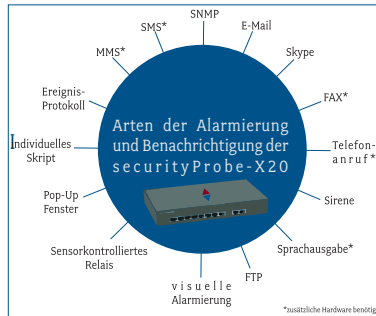 SNMP
SMS*
E-Mail
MMS*
Skype
Ereignis-
Protokoll
FAX*
Arten der Alarmierung
und Benachrichtigung der
securityProbe-X20
Individuelles
Skript
Telefon-
anruf*
Pop-Up
Fenster
Sirene
Sensorkontrolliertes
Relais
Sprachausgabe*
visuelle
Alarmierung
FTP
*zusätzliche Hardware benötig